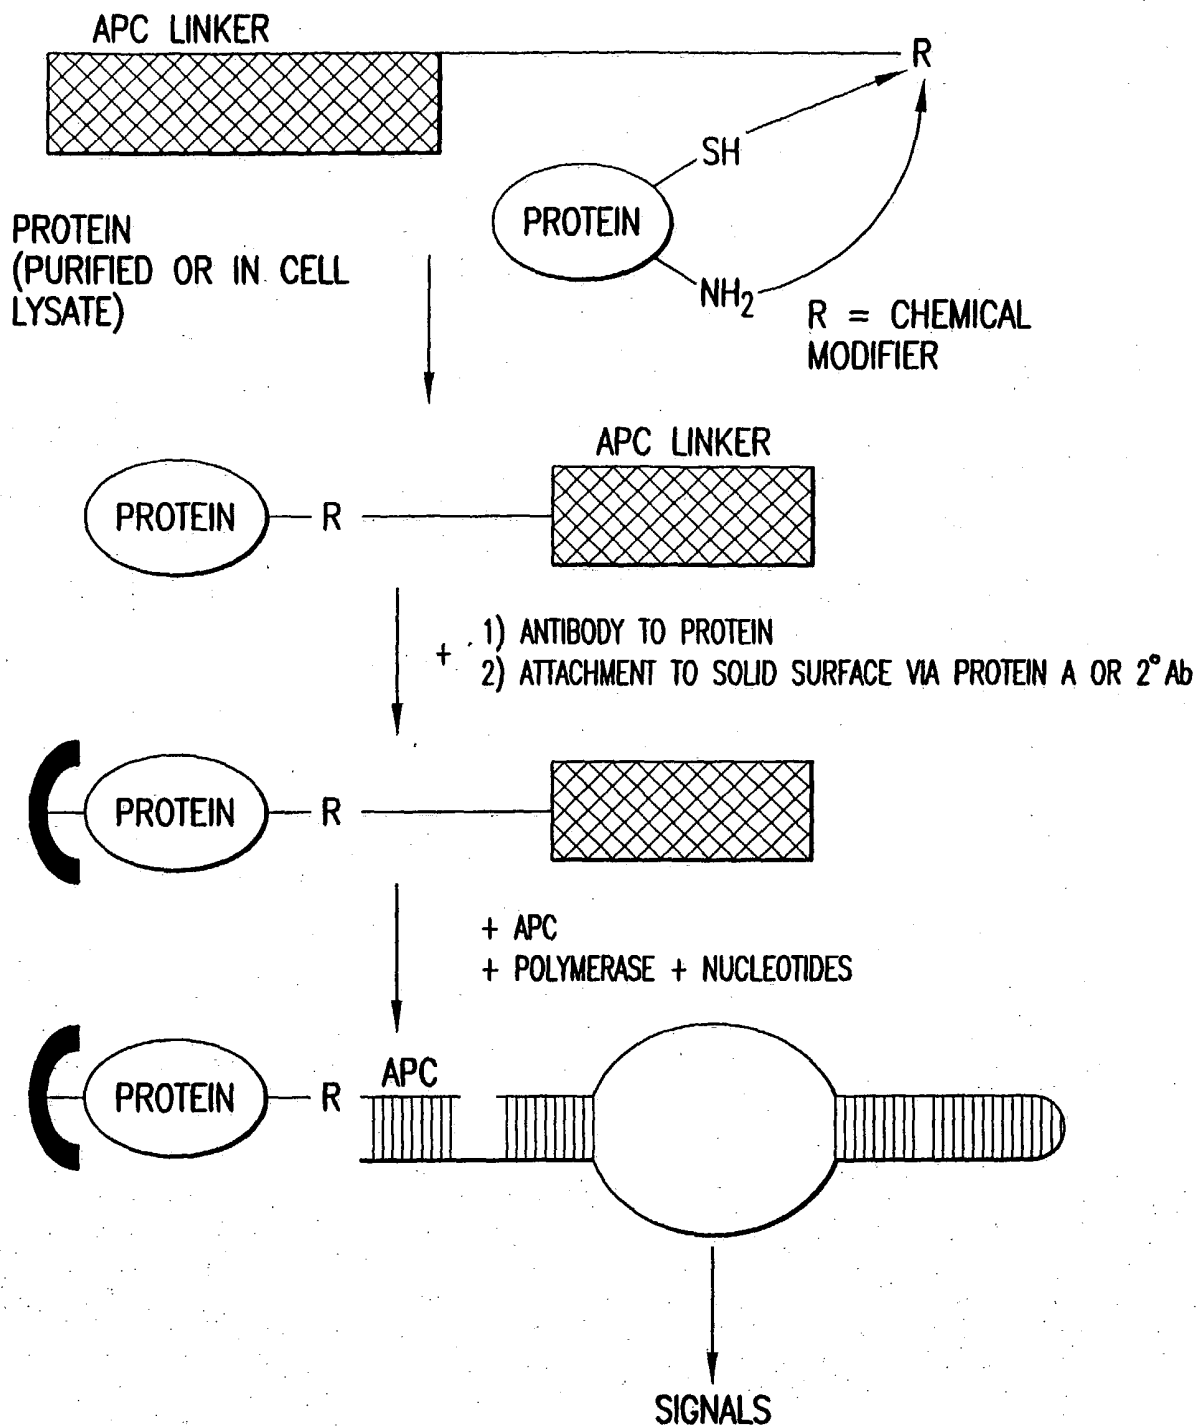 APC LINKER
R
SH
PROTEIN
NH2
PROTEIN
(PURIFIED OR IN CELL
LYSATE)
R = CHEMICAL
MODIFIER
APC LINKER
PROTEIN R
+ 1) ANTIBODY TO PROTEIN
2) ATTACHMENT TO SOLID SURFACE VIA PROTEIN A OR 2° Ab
PROTEIN R
+ APC
+ POLYMERASE + NUCLEOTIDES
APC
PROTEIN R
SIGNALS